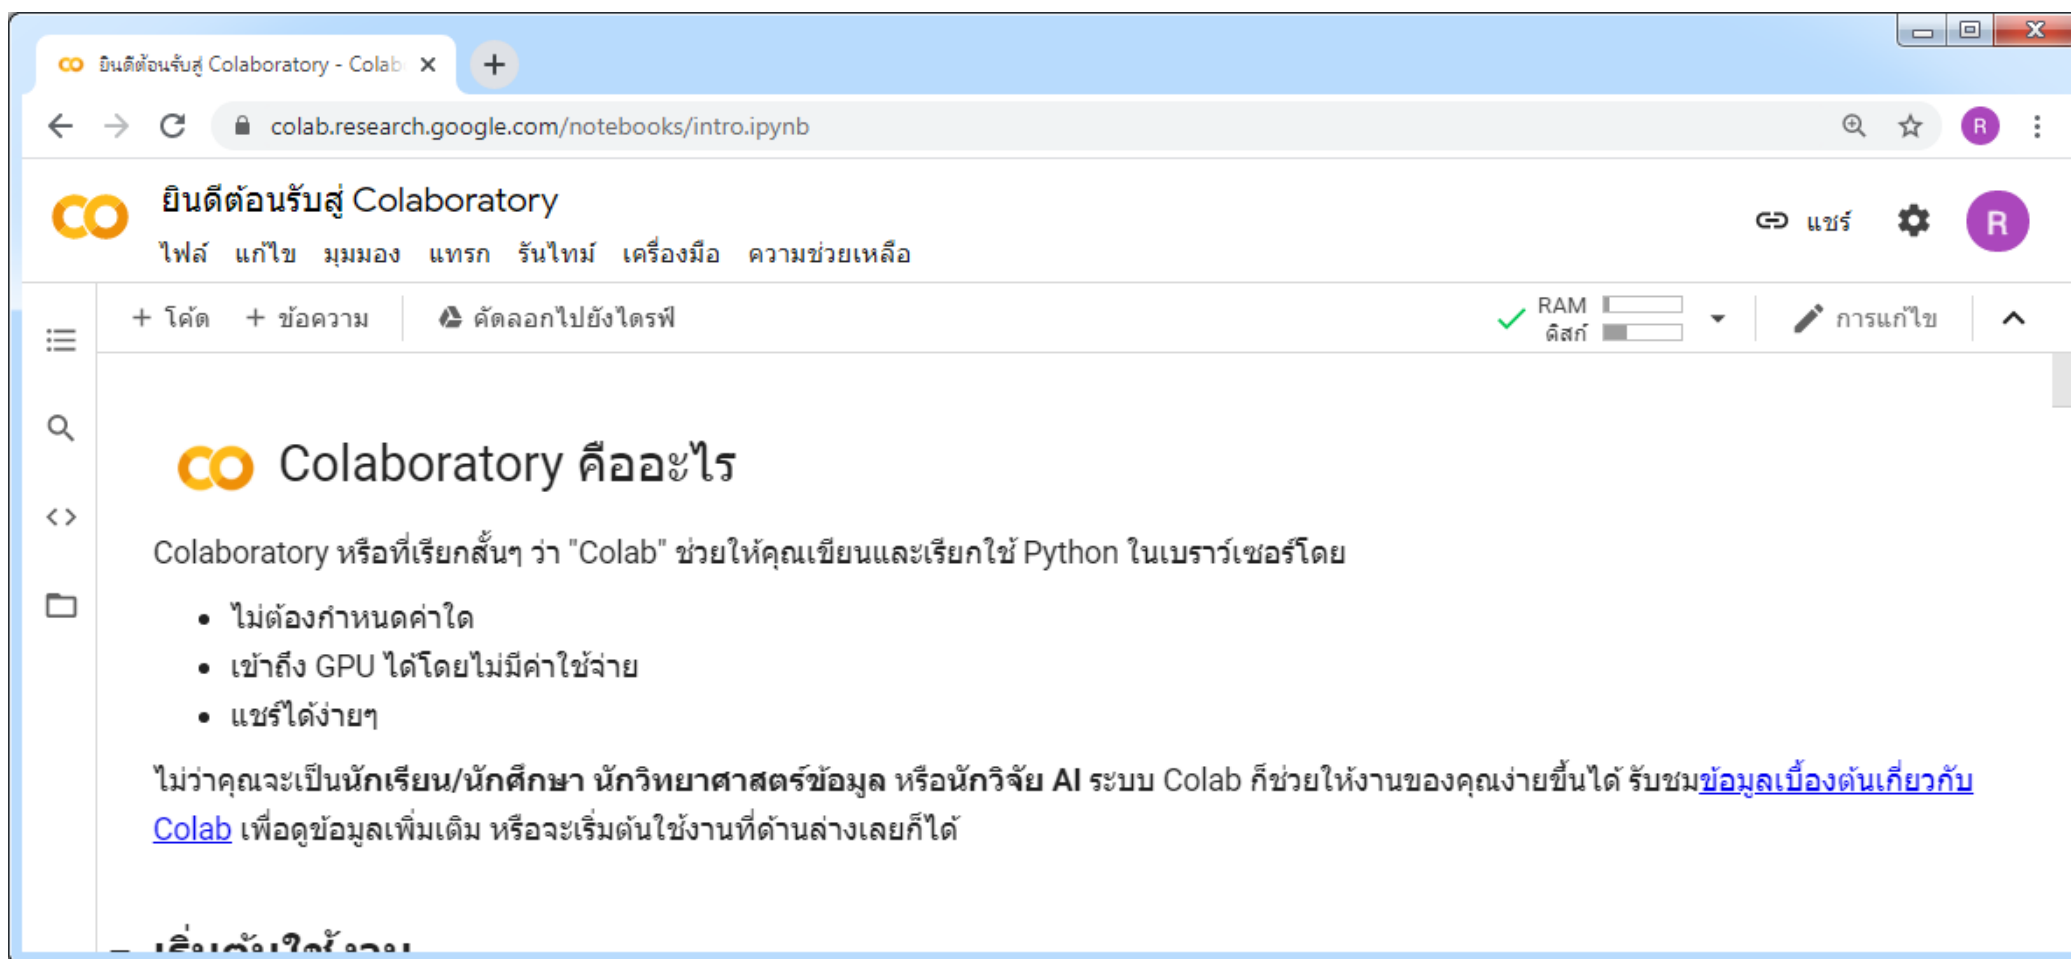 ยินดีต้อนรับสู่ Colaboratory - Colab
colab.research.google.com/notebooks/intro.ipynb
R
ยินดีต้อนรับสู่ Colaboratory
ไฟล์ แก้ไข มุมมอง แทรก รันไทม์ เครื่องมือ ความช่วยเหลือ
แชร์
R
+ โค้ด + ข้อความ คัดลอกไปยังไดรฟ์
RAM
ดิสก์
การแก้ไข
Colaboratory คืออะไร
Colaboratory หรือที่เรียกสั้นๆ ว่า "Colab" ช่วยให้คุณเขียนและเรียกใช้ Python ในเบราว์เซอร์โดย
• ไม่ต้องกำหนดค่าใด
• เข้าถึง GPU ได้โดยไม่มีค่าใช้จ่าย
• แชร์ได้ง่ายๆ
ไม่ว่าคุณจะเป็นนักเรียน/นักศึกษา นักวิทยาศาสตร์ข้อมูล หรือนักวิจัย AI ระบบ Colab ก็ช่วยให้งานของคุณง่ายขึ้นได้ รับชมข้อมูลเบื้องต้นเกี่ยวกับ
Colab เพื่อดูข้อมูลเพิ่มเติม หรือจะเริ่มต้นใช้งานที่ด้านล่างเลยก็ได้
เริ่มต้นใช้งาน